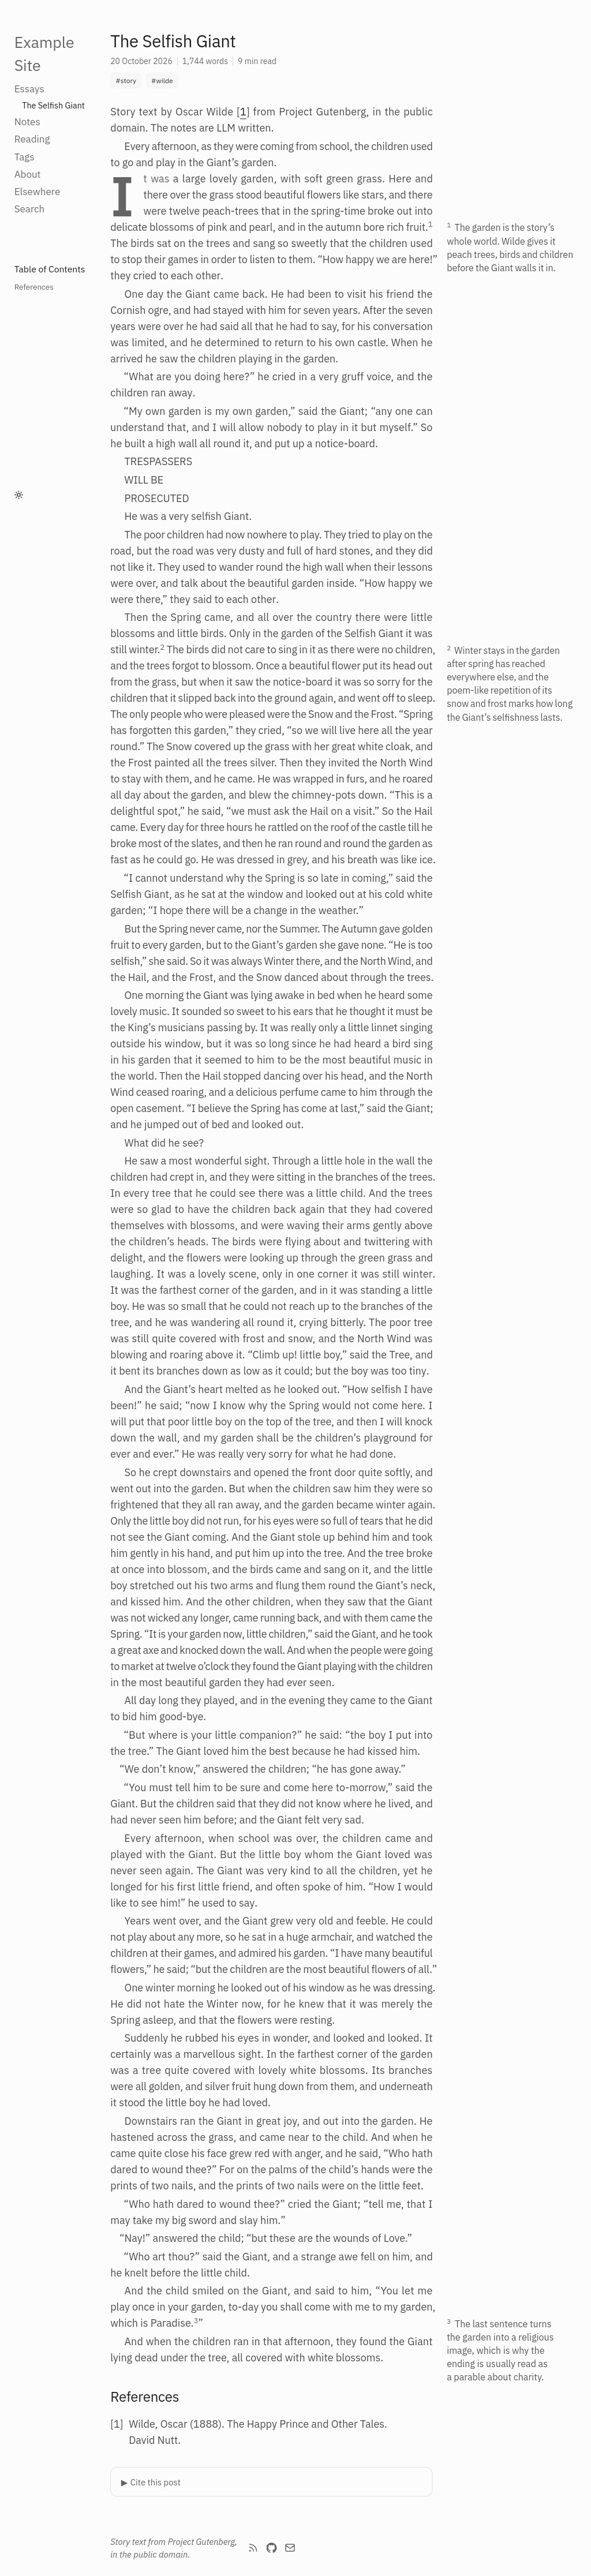 Example
Site
Essays
The Selfish Giant
Notes
Reading
Tags
About
Elsewhere
Search
Table of Contents
References
The Selfish Giant
20 October 2026 | 1,744 words | 9 min read
#story #wilde
Story text by Oscar Wilde [1] from Project Gutenberg, in the public
domain. The notes are LLM written.
Every afternoon, as they were coming from school, the children used
to go and play in the Giant’s garden.
It was a large lovely garden, with soft green grass. Here and
there over the grass stood beautiful flowers like stars, and there
were twelve peach-trees that in the spring-time broke out into
delicate blossoms of pink and pearl, and in the autumn bore rich fruit.1
The birds sat on the trees and sang so sweetly that the children used
to stop their games in order to listen to them. “How happy we are here!”
they cried to each other.
1 The garden is the story’s
whole world. Wilde gives it
peach trees, birds and children
before the Giant walls it in.
One day the Giant came back. He had been to visit his friend the
Cornish ogre, and had stayed with him for seven years. After the seven
years were over he had said all that he had to say, for his conversation
was limited, and he determined to return to his own castle. When he
arrived he saw the children playing in the garden.
“What are you doing here?” he cried in a very gruff voice, and the
children ran away.
“My own garden is my own garden,” said the Giant; “any one can
understand that, and I will allow nobody to play in it but myself.” So
he built a high wall all round it, and put up a notice-board.
TRESPASSERS
WILL BE
PROSECUTED
He was a very selfish Giant.
The poor children had now nowhere to play. They tried to play on the
road, but the road was very dusty and full of hard stones, and they did
not like it. They used to wander round the high wall when their lessons
were over, and talk about the beautiful garden inside. “How happy we
were there,” they said to each other.
Then the Spring came, and all over the country there were little
blossoms and little birds. Only in the garden of the Selfish Giant it was
still winter.2 The birds did not care to sing in it as there were no children,
and the trees forgot to blossom. Once a beautiful flower put its head out
from the grass, but when it saw the notice-board it was so sorry for the
children that it slipped back into the ground again, and went off to sleep.
The only people who were pleased were the Snow and the Frost. “Spring
has forgotten this garden,” they cried, “so we will live here all the year
round.” The Snow covered up the grass with her great white cloak, and
the Frost painted all the trees silver. Then they invited the North Wind
to stay with them, and he came. He was wrapped in furs, and he roared
all day about the garden, and blew the chimney-pots down. “This is a
delightful spot,” he said, “we must ask the Hail on a visit.” So the Hail
came. Every day for three hours he rattled on the roof of the castle till he
broke most of the slates, and then he ran round and round the garden as
fast as he could go. He was dressed in grey, and his breath was like ice.
2 Winter stays in the garden
after spring has reached
everywhere else, and the
poem-like repetition of its
snow and frost marks how long
the Giant’s selfishness lasts.
“I cannot understand why the Spring is so late in coming,” said the
Selfish Giant, as he sat at the window and looked out at his cold white
garden; “I hope there will be a change in the weather.”
But the Spring never came, nor the Summer. The Autumn gave golden
fruit to every garden, but to the Giant’s garden she gave none. “He is too
selfish,” she said. So it was always Winter there, and the North Wind, and
the Hail, and the Frost, and the Snow danced about through the trees.
One morning the Giant was lying awake in bed when he heard some
lovely music. It sounded so sweet to his ears that he thought it must be
the King’s musicians passing by. It was really only a little linnet singing
outside his window, but it was so long since he had heard a bird sing
in his garden that it seemed to him to be the most beautiful music in
the world. Then the Hail stopped dancing over his head, and the North
Wind ceased roaring, and a delicious perfume came to him through the
open casement. “I believe the Spring has come at last,” said the Giant;
and he jumped out of bed and looked out.
What did he see?
He saw a most wonderful sight. Through a little hole in the wall the
children had crept in, and they were sitting in the branches of the trees.
In every tree that he could see there was a little child. And the trees
were so glad to have the children back again that they had covered
themselves with blossoms, and were waving their arms gently above
the children’s heads. The birds were flying about and twittering with
delight, and the flowers were looking up through the green grass and
laughing. It was a lovely scene, only in one corner it was still winter.
It was the farthest corner of the garden, and in it was standing a little
boy. He was so small that he could not reach up to the branches of the
tree, and he was wandering all round it, crying bitterly. The poor tree
was still quite covered with frost and snow, and the North Wind was
blowing and roaring above it. “Climb up! little boy,” said the Tree, and
it bent its branches down as low as it could; but the boy was too tiny.
And the Giant’s heart melted as he looked out. “How selfish I have
been!” he said; “now I know why the Spring would not come here. I
will put that poor little boy on the top of the tree, and then I will knock
down the wall, and my garden shall be the children’s playground for
ever and ever.” He was really very sorry for what he had done.
So he crept downstairs and opened the front door quite softly, and
went out into the garden. But when the children saw him they were so
frightened that they all ran away, and the garden became winter again.
Only the little boy did not run, for his eyes were so full of tears that he did
not see the Giant coming. And the Giant stole up behind him and took
him gently in his hand, and put him up into the tree. And the tree broke
at once into blossom, and the birds came and sang on it, and the little
boy stretched out his two arms and flung them round the Giant’s neck,
and kissed him. And the other children, when they saw that the Giant
was not wicked any longer, came running back, and with them came the
Spring. “It is your garden now, little children,” said the Giant, and he took
a great axe and knocked down the wall. And when the people were going
to market at twelve o’clock they found the Giant playing with the children
in the most beautiful garden they had ever seen.
All day long they played, and in the evening they came to the Giant
to bid him good-bye.
“But where is your little companion?” he said: “the boy I put into
the tree.” The Giant loved him the best because he had kissed him.
“We don’t know,” answered the children; “he has gone away.”
“You must tell him to be sure and come here to-morrow,” said the
Giant. But the children said that they did not know where he lived, and
had never seen him before; and the Giant felt very sad.
Every afternoon, when school was over, the children came and
played with the Giant. But the little boy whom the Giant loved was
never seen again. The Giant was very kind to all the children, yet he
longed for his first little friend, and often spoke of him. “How I would
like to see him!” he used to say.
Years went over, and the Giant grew very old and feeble. He could
not play about any more, so he sat in a huge armchair, and watched the
children at their games, and admired his garden. “I have many beautiful
flowers,” he said; “but the children are the most beautiful flowers of all.”
One winter morning he looked out of his window as he was dressing.
He did not hate the Winter now, for he knew that it was merely the
Spring asleep, and that the flowers were resting.
Suddenly he rubbed his eyes in wonder, and looked and looked. It
certainly was a marvellous sight. In the farthest corner of the garden
was a tree quite covered with lovely white blossoms. Its branches
were all golden, and silver fruit hung down from them, and underneath
it stood the little boy he had loved.
Downstairs ran the Giant in great joy, and out into the garden. He
hastened across the grass, and came near to the child. And when he
came quite close his face grew red with anger, and he said, “Who hath
dared to wound thee?” For on the palms of the child’s hands were the
prints of two nails, and the prints of two nails were on the little feet.
“Who hath dared to wound thee?” cried the Giant; “tell me, that I
may take my big sword and slay him.”
“Nay!” answered the child; “but these are the wounds of Love.”
“Who art thou?” said the Giant, and a strange awe fell on him, and
he knelt before the little child.
And the child smiled on the Giant, and said to him, “You let me
play once in your garden, to-day you shall come with me to my garden,
which is Paradise.3”
3 The last sentence turns
the garden into a religious
image, which is why the
ending is usually read as
a parable about charity.
And when the children ran in that afternoon, they found the Giant
lying dead under the tree, all covered with white blossoms.
References
[1] Wilde, Oscar (1888). The Happy Prince and Other Tales.
David Nutt.
▶ Cite this post
Story text from Project Gutenberg,
in the public domain.